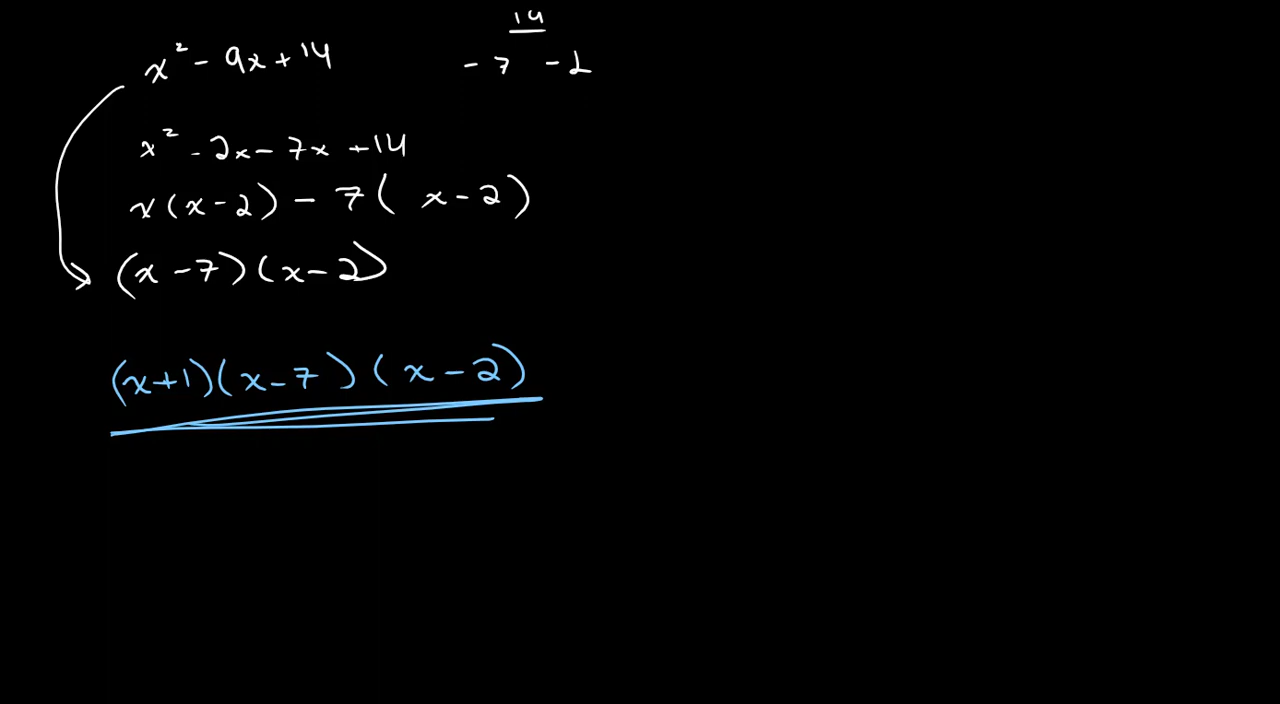 x² - 9x + 14
14
-7 -2
x² - 2x - 7x + 14
x(x-2) - 7(x-2)
(x-7)(x-2)
(x+1)(x-7)(x-2)